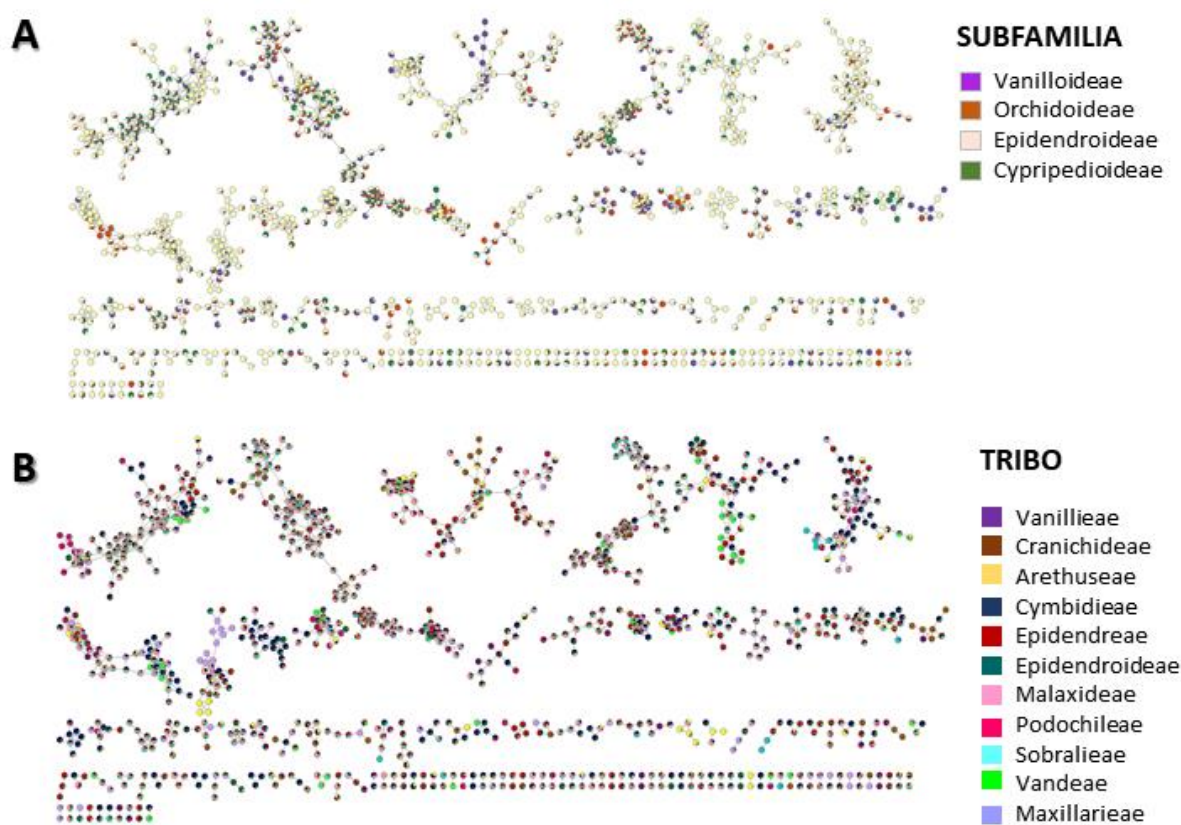 A
SUBFAMILIA
Vanilloideae
Orchidoideae
Epidendroideae
Cypripedioideae
B
TRIBO
Vanillieae
Cranichideae
Arethuseae
Cymbidieae
Epidendreae
Epidendroideae
Malaxideae
Podochileae
Sobralieae
Vandeae
Maxillarieae